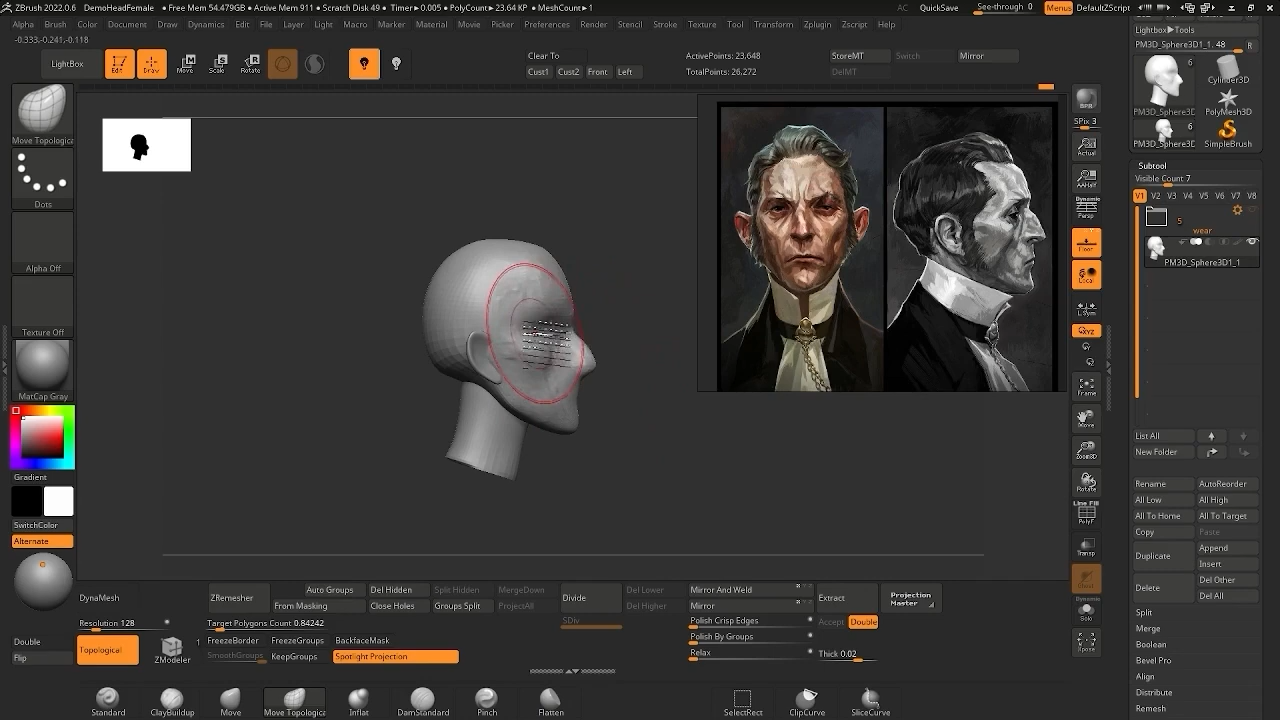 ZBrush 2022.0.6 DemoHeadFemale • Free Mem 54.479GB • Active Mem 911 • Scratch Disk 49 • Timer▶0.005 • PolyCount▶23.64 KP • MeshCount▶1 AC QuickSave See-through 0 Menus DefaultZScript
Alpha Brush Color Document Draw Dynamics Edit File Layer Light Macro Marker Material Movie Picker Preferences Render Stencil Stroke Texture Tool Transform Zplugin Zscript Help
-0.333,-0.241,-0.118
LightBox Edit Draw Move Scale Rotate
Clear To
Cust1 Cust2 Front Left
ActivePoints: 23,648
TotalPoints: 26,272
StoreMT Switch Mirror
DelMT
Lightbox▶Tools
PM3D_Sphere3D1_1. 48 R
6
Cylinder3D
PM3D_Sphere3D PolyMesh3D
6
PM3D_Sphere3D SimpleBrush
Move Topologica
Dots
Alpha Off
Texture Off
MatCap Gray
Gradient
SwitchColor
Alternate
BPR
SPix 3
Actual
AAHalf
Dynamic
Persp
Floor
Local
L.Sym
XYZ
Frame
Move
Zoom3D
Rotate
Line Fill
PolyF
Transp
Ghost
Dynamic
Solo
Xpose
Subtool
Visible Count 7
V1 V2 V3 V4 V5 V6 V7 V8
5
wear
PM3D_Sphere3D1_1
List All
New Folder
Rename AutoReorder
All Low All High
All To Home All To Target
Copy Paste
Duplicate Append
Insert
Delete Del Other
Del All
Split
Merge
Boolean
Bevel Pro
Align
Distribute
Remesh
DynaMesh
Resolution 128
Double
Flip
Topological
ZModeler
1
ZRemesher
Auto Groups Del Hidden Split Hidden MergeDown
From Masking Close Holes Groups Split ProjectAll
Target Polygons Count 0.84242
FreezeBorder FreezeGroups BackfaceMask
SmoothGroups KeepGroups Spotlight Projection
Divide
SDiv
Del Lower
Del Higher
Mirror And Weld
Mirror
Polish Crisp Edges
Polish By Groups
Relax
Extract
Accept Double
Thick 0.02
Projection
Master
Standard ClayBuildup Move Move Topologica Inflat DamStandard Pinch Flatten SelectRect ClipCurve SliceCurve